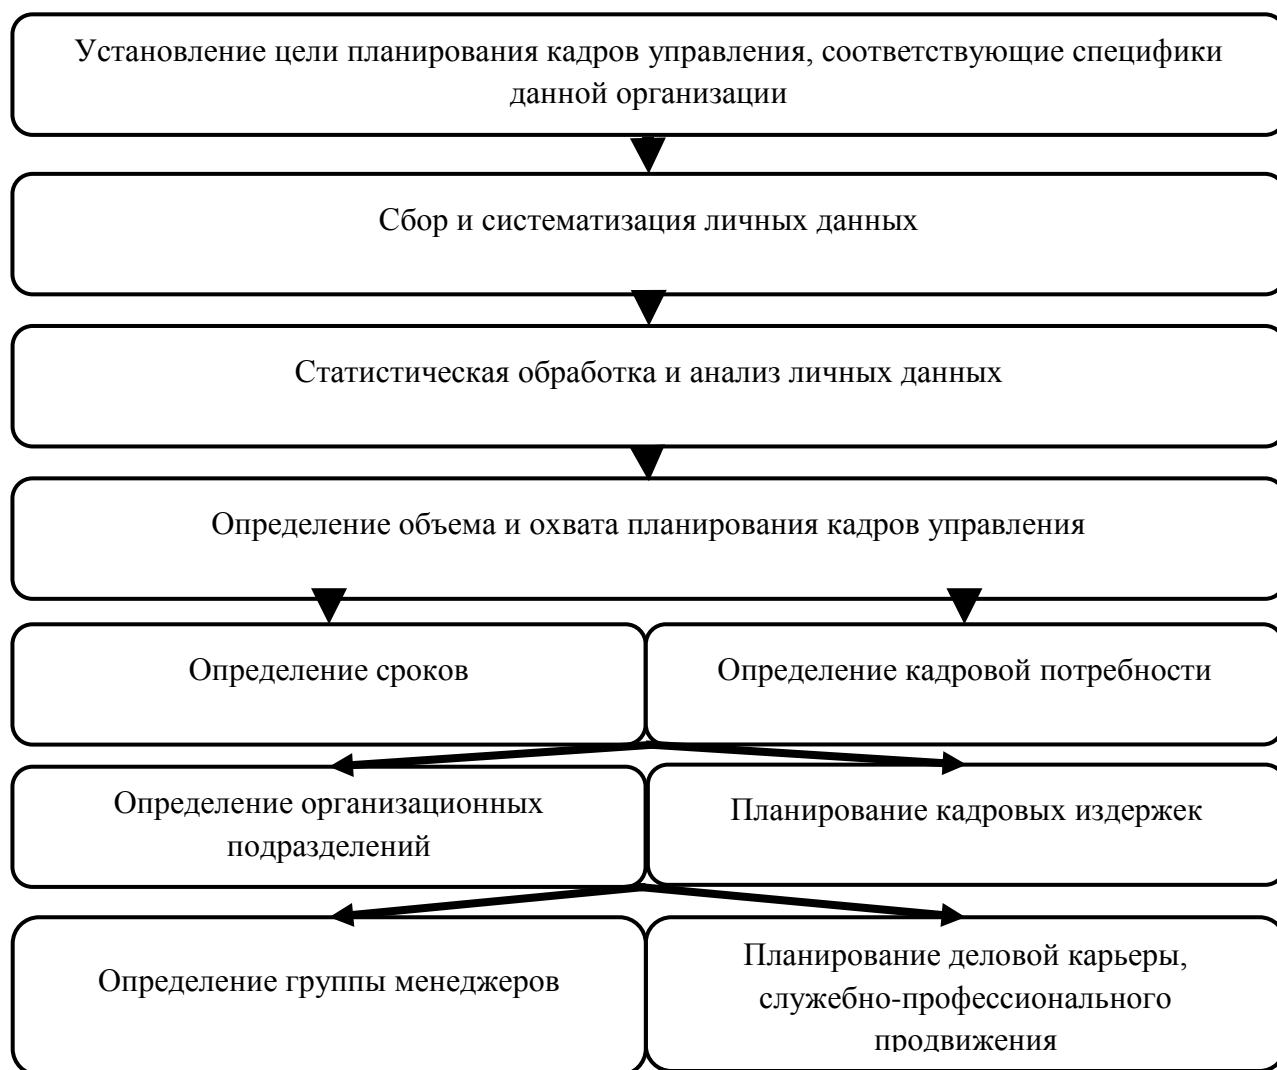 Установление цели планирования кадров управления, соответствующие специфики
данной организации
Сбор и систематизация личных данных
Статистическая обработка и анализ личных данных
Определение объема и охвата планирования кадров управления
Определение сроков
Определение кадровой потребности
Определение организационных
подразделений
Планирование кадровых издержек
Определение группы менеджеров
Планирование деловой карьеры,
служебно-профессионального
продвижения